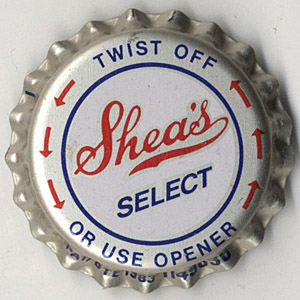 TWIST OFF
Shea's
SELECT
OR USE OPENER